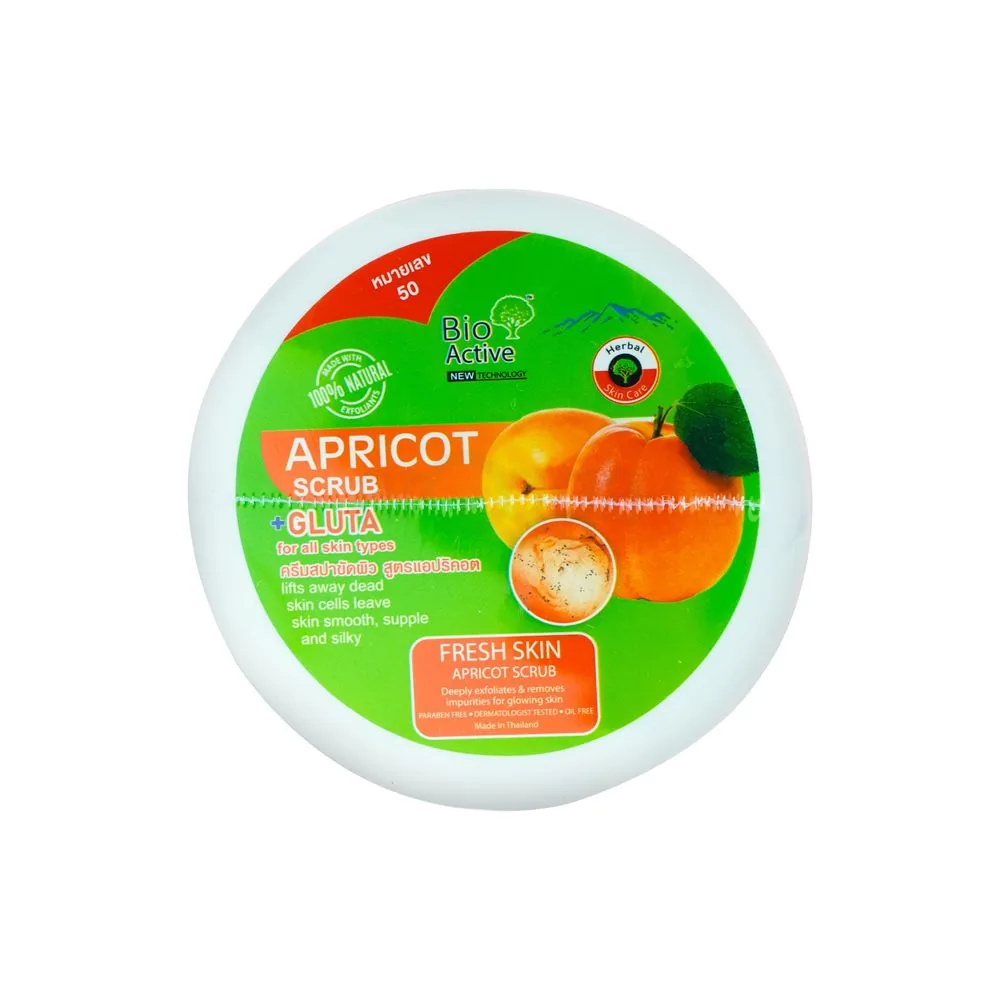 หมายเลข
50
Bio
Active
NEW TECHNOLOGY
MADE WITH
100% NATURAL
EXFOLIANTS
Herbal
Skin Care
APRICOT
SCRUB
+GLUTA
for all skin types
ครีมสปาขัดผิว สูตรแอปริคอต
lifts away dead
skin cells leave
skin smooth, supple
and silky
FRESH SKIN
APRICOT SCRUB
Deeply exfoliates & removes
impurities for glowing skin
PARABEN FREE • DERMATOLOGIST TESTED • OIL FREE
Made in Thailand